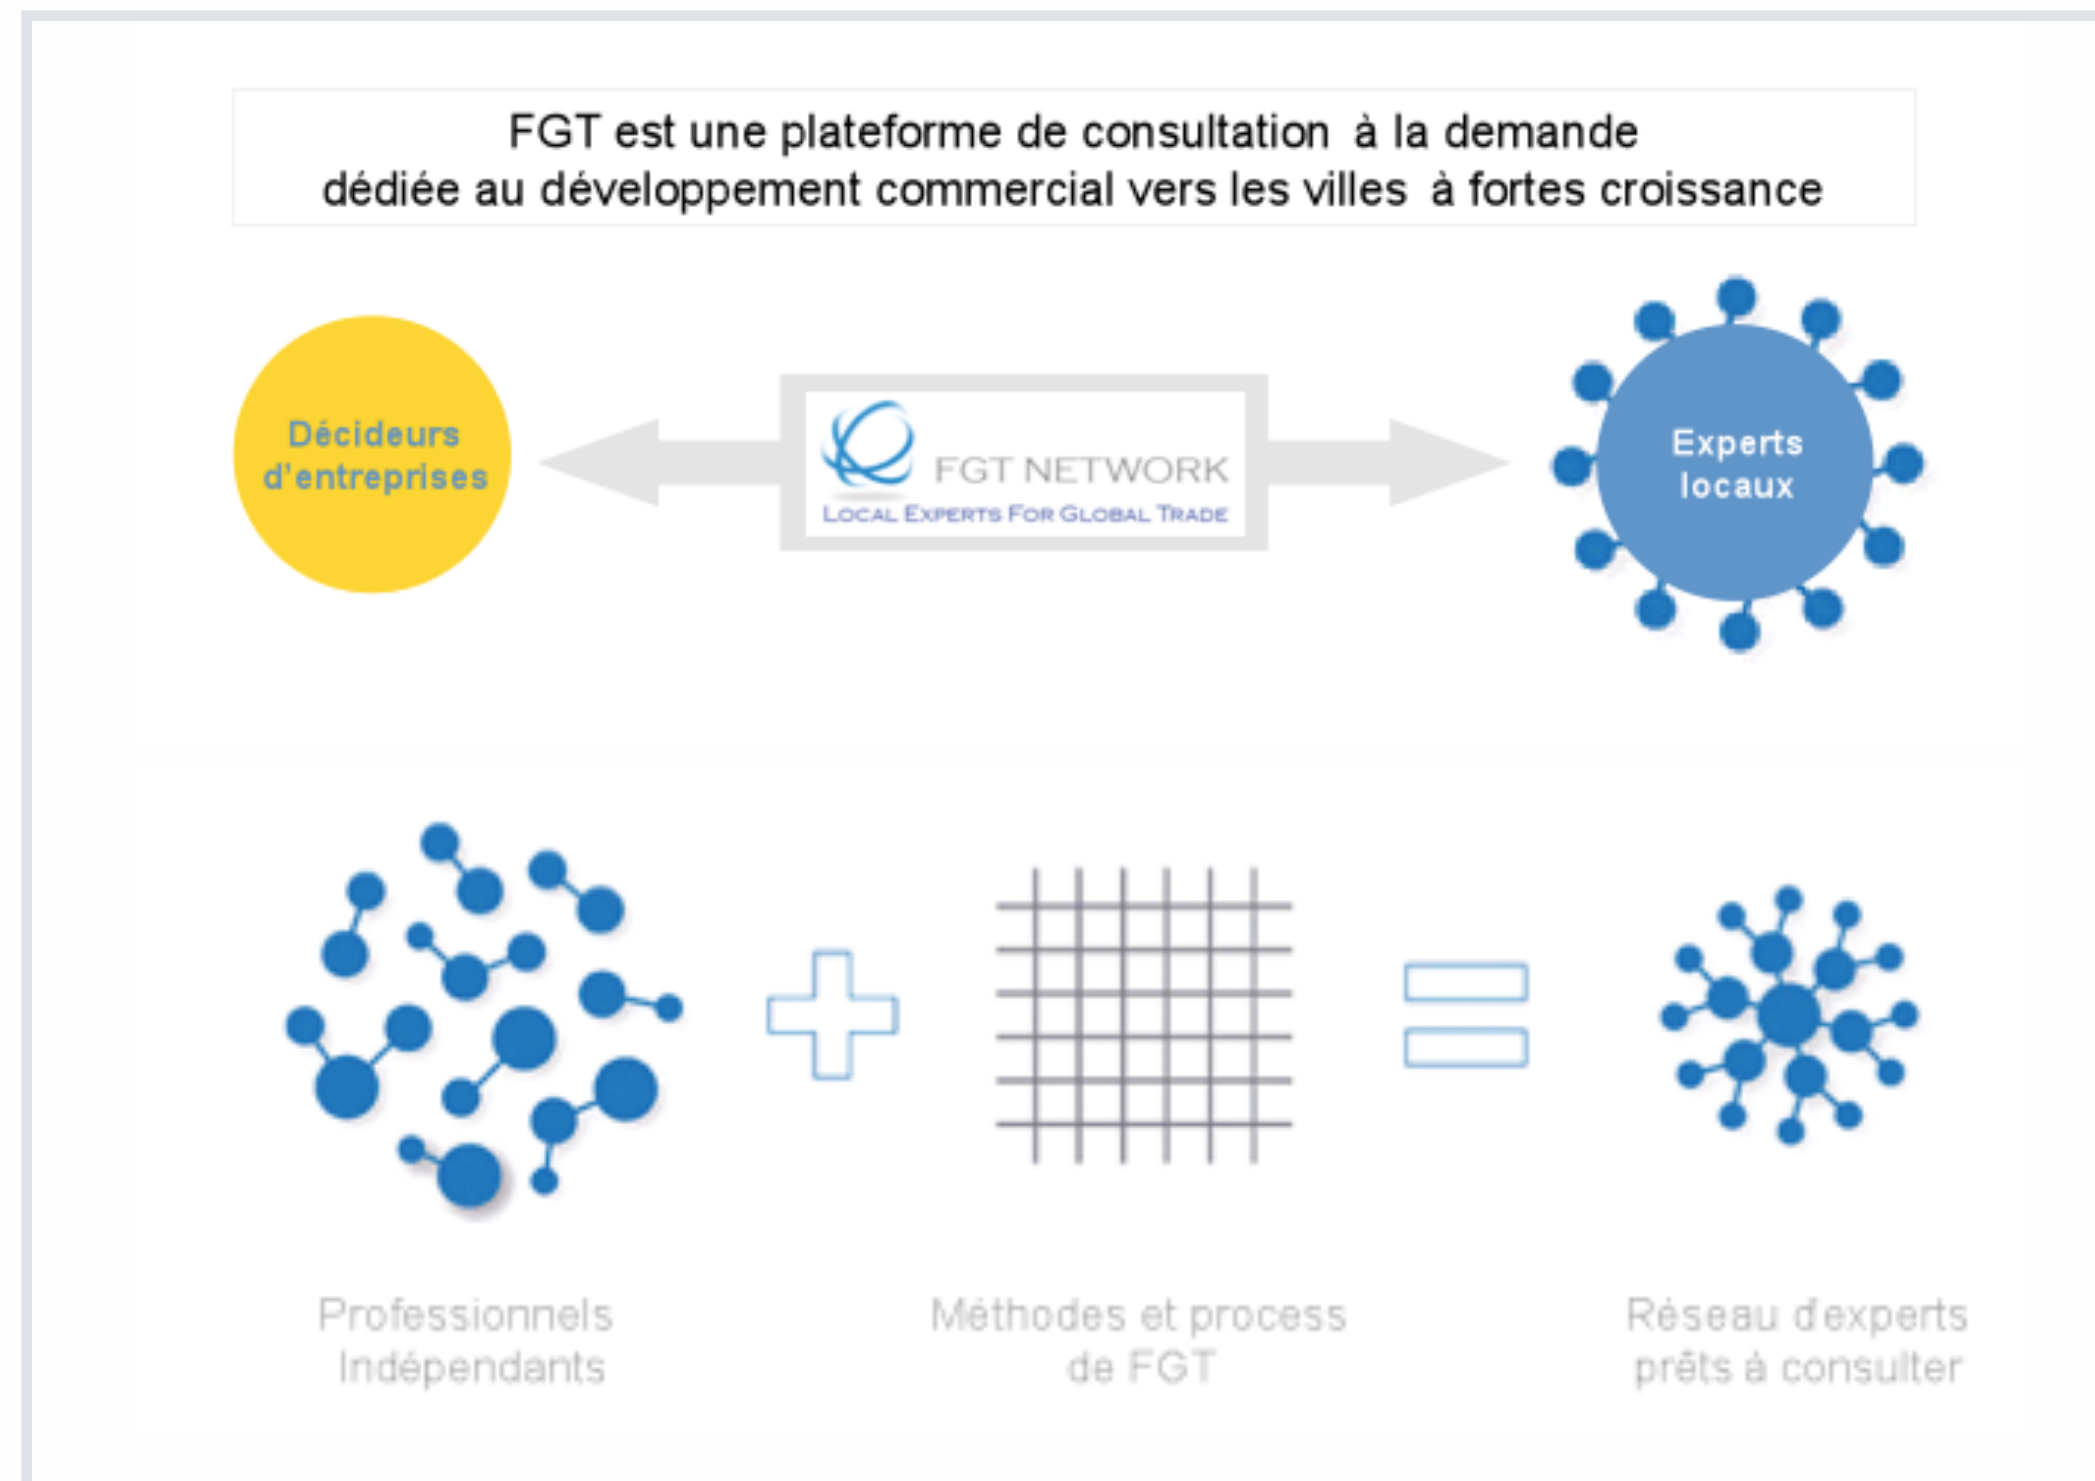 FGT est une plateforme de consultation à la demande
dédiée au développement commercial vers les villes à fortes croissance
Décideurs
d'entreprises
FGT NETWORK
LOCAL EXPERTS FOR GLOBAL TRADE
Experts
locaux
Professionnels
Indépendants
Méthodes et process
de FGT
Réseau d'experts
prêts à consulter